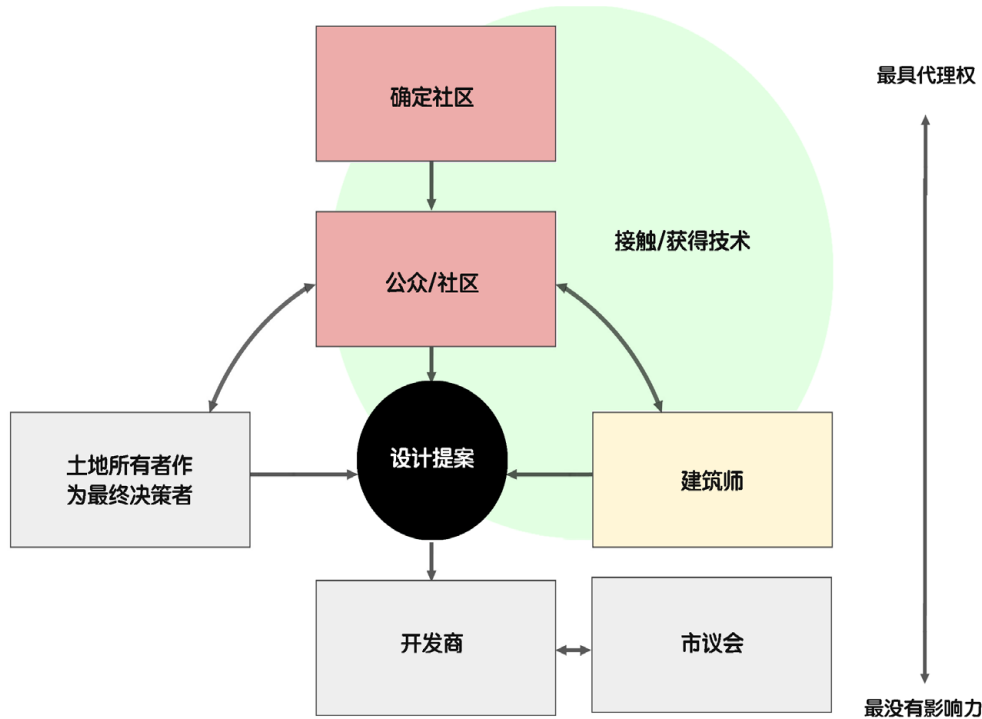 确定社区
最具代理权
接触/获得技术
公众/社区
设计提案
土地所有者作
为最终决策者
建筑师
开发商
市议会
最没有影响力